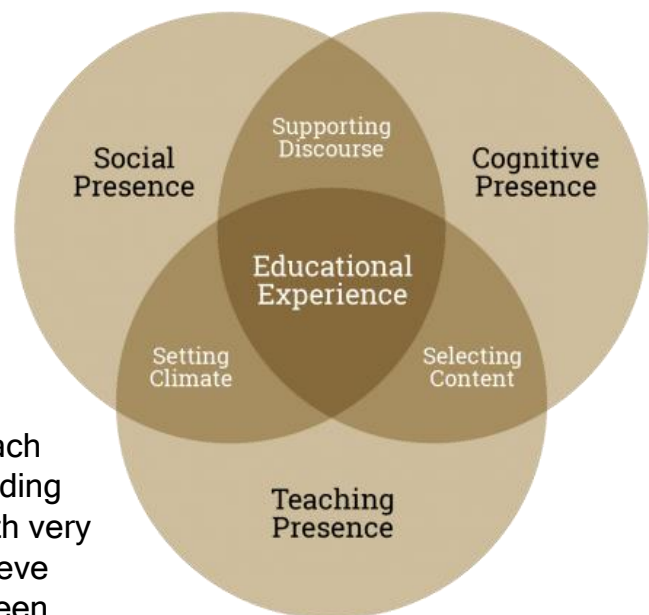 Supporting
Discourse
Social
Presence
Cognitive
Presence
Educational
Experience
Setting
Climate
Selecting
Content
Teaching
Presence